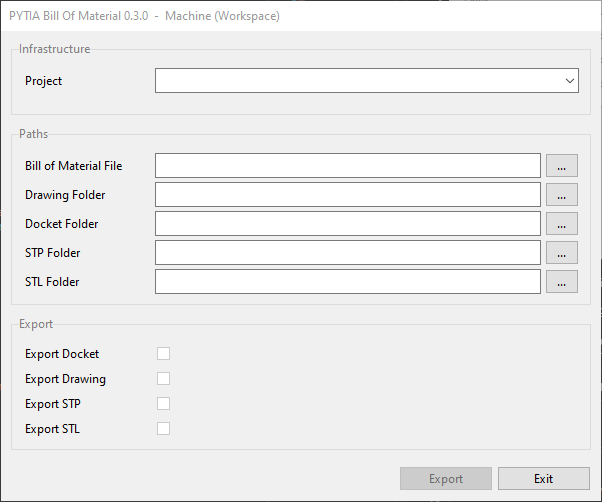 PYTIA Bill Of Material 0.3.0 - Machine (Workspace)
Infrastructure
Project
Paths
Bill of Material File ...
Drawing Folder ...
Docket Folder ...
STP Folder ...
STL Folder ...
Export
Export Docket
Export Drawing
Export STP
Export STL
Export Exit